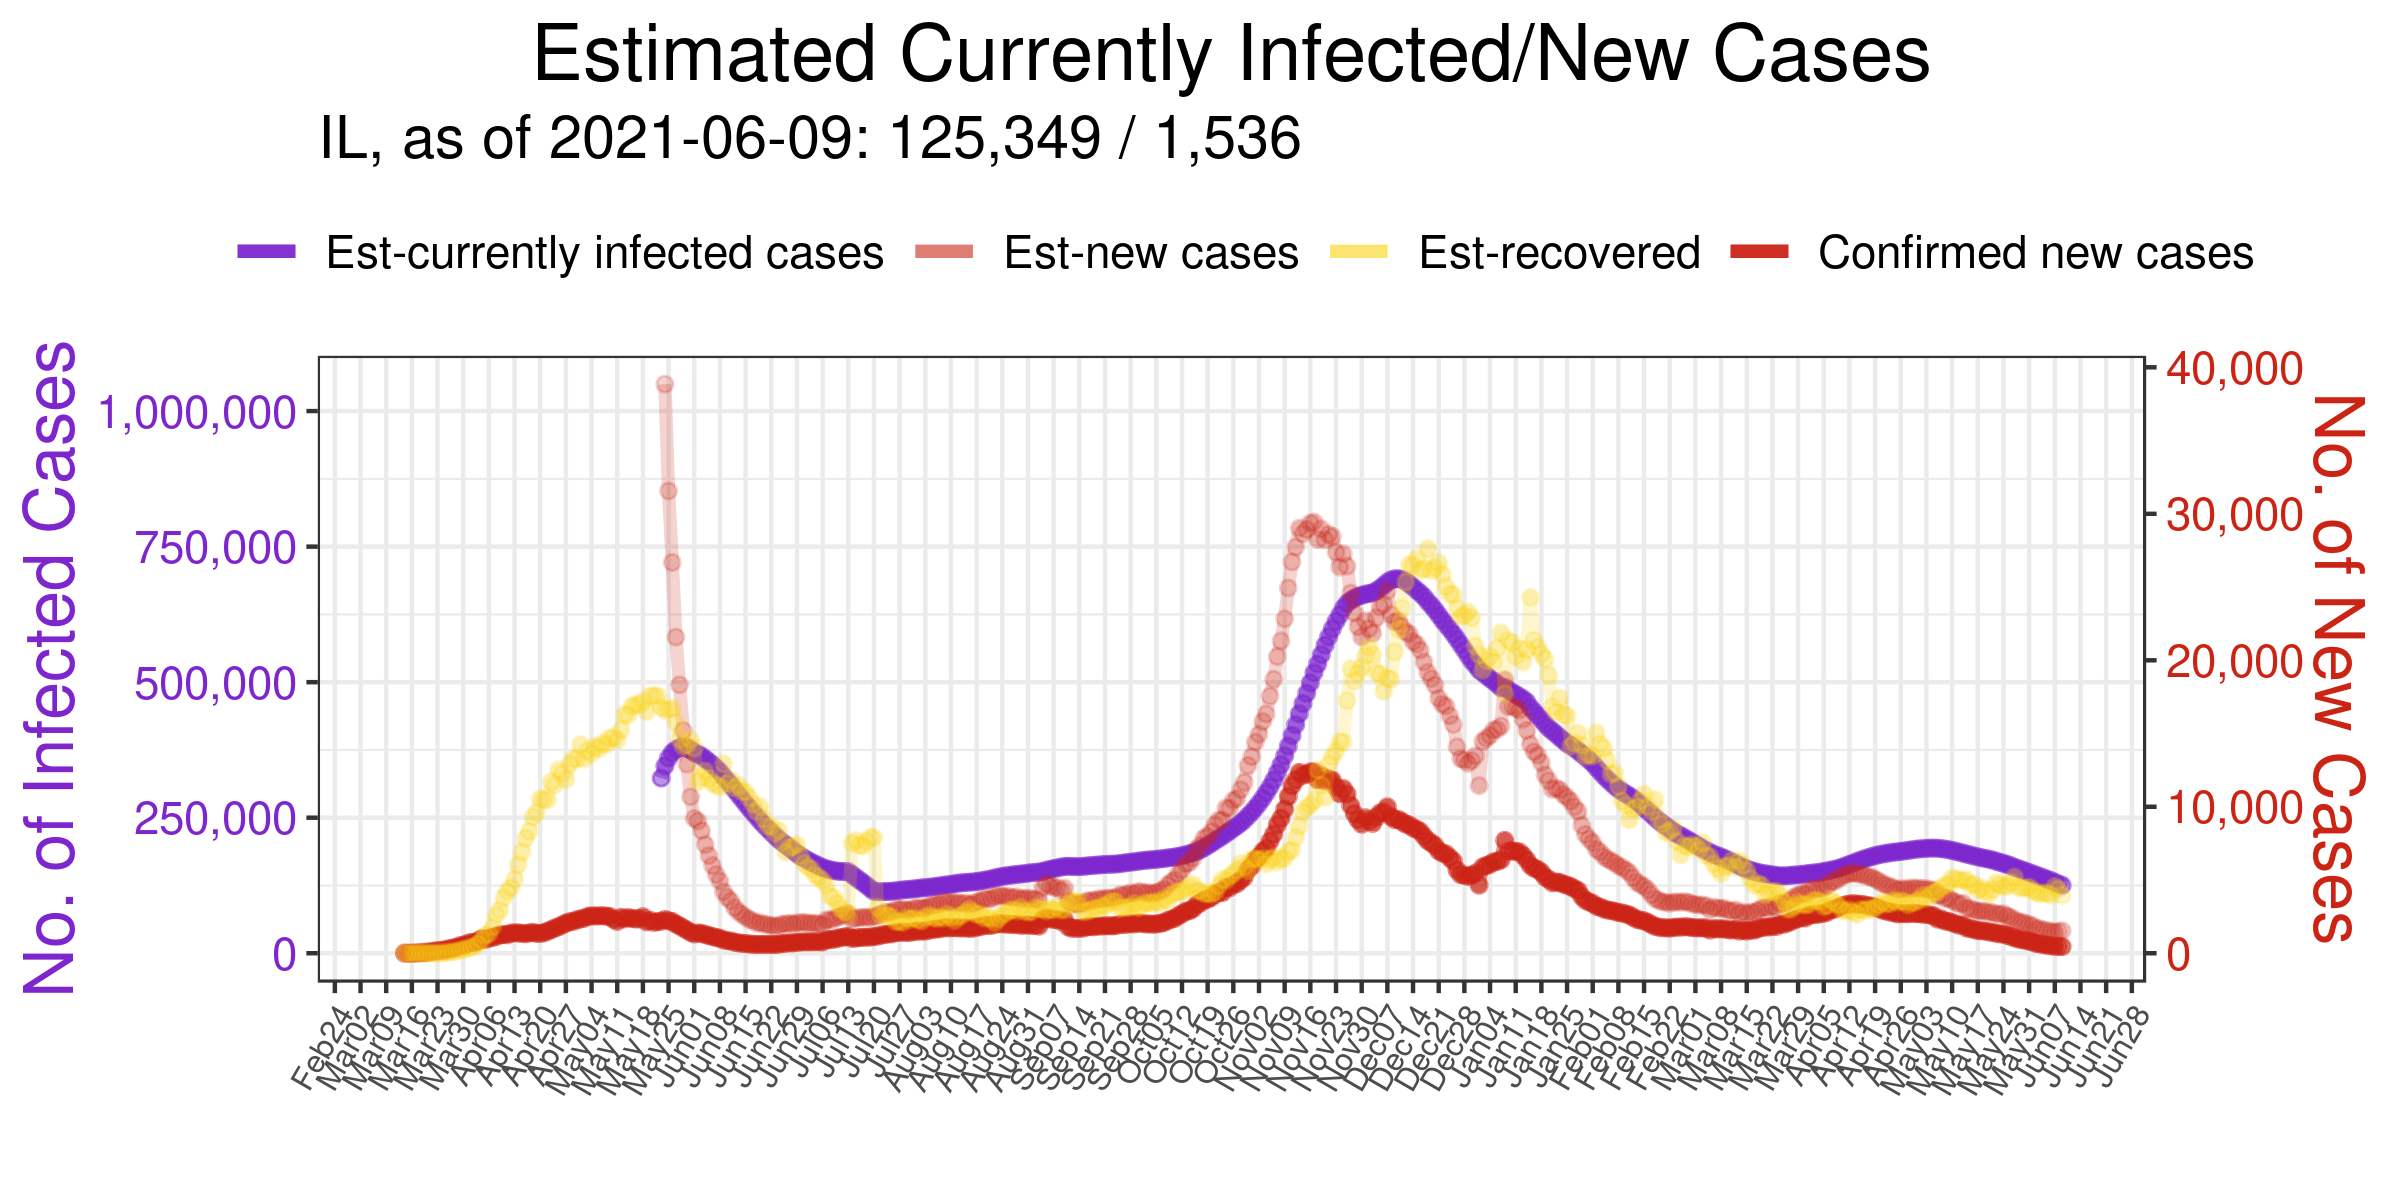 Estimated Currently Infected/New Cases
IL, as of 2021-06-09: 125,349 / 1,536
Est-currently infected cases Est-new cases Est-recovered Confirmed new cases
No. of Infected Cases
1,000,000
750,000
500,000
250,000
0
40,000
30,000
20,000
10,000
0
No. of New Cases
Feb24 Mar02 Mar09 Mar16 Mar23 Mar30 Apr06 Apr13 Apr20 Apr27 May04 May11 May18 May25 Jun01 Jun08 Jun15 Jun22 Jun29 Jul06 Jul13 Jul20 Jul27 Aug03 Aug10 Aug17 Aug24 Aug31 Sep07 Sep14 Sep21 Sep28 Oct05 Oct12 Oct19 Oct26 Nov02 Nov09 Nov16 Nov23 Nov30 Dec07 Dec14 Dec21 Dec28 Jan04 Jan11 Jan18 Jan25 Feb01 Feb08 Feb15 Feb22 Mar01 Mar08 Mar15 Mar22 Mar29 Apr05 Apr12 Apr19 Apr26 May03 May10 May17 May24 May31 Jun07 Jun14 Jun21 Jun28